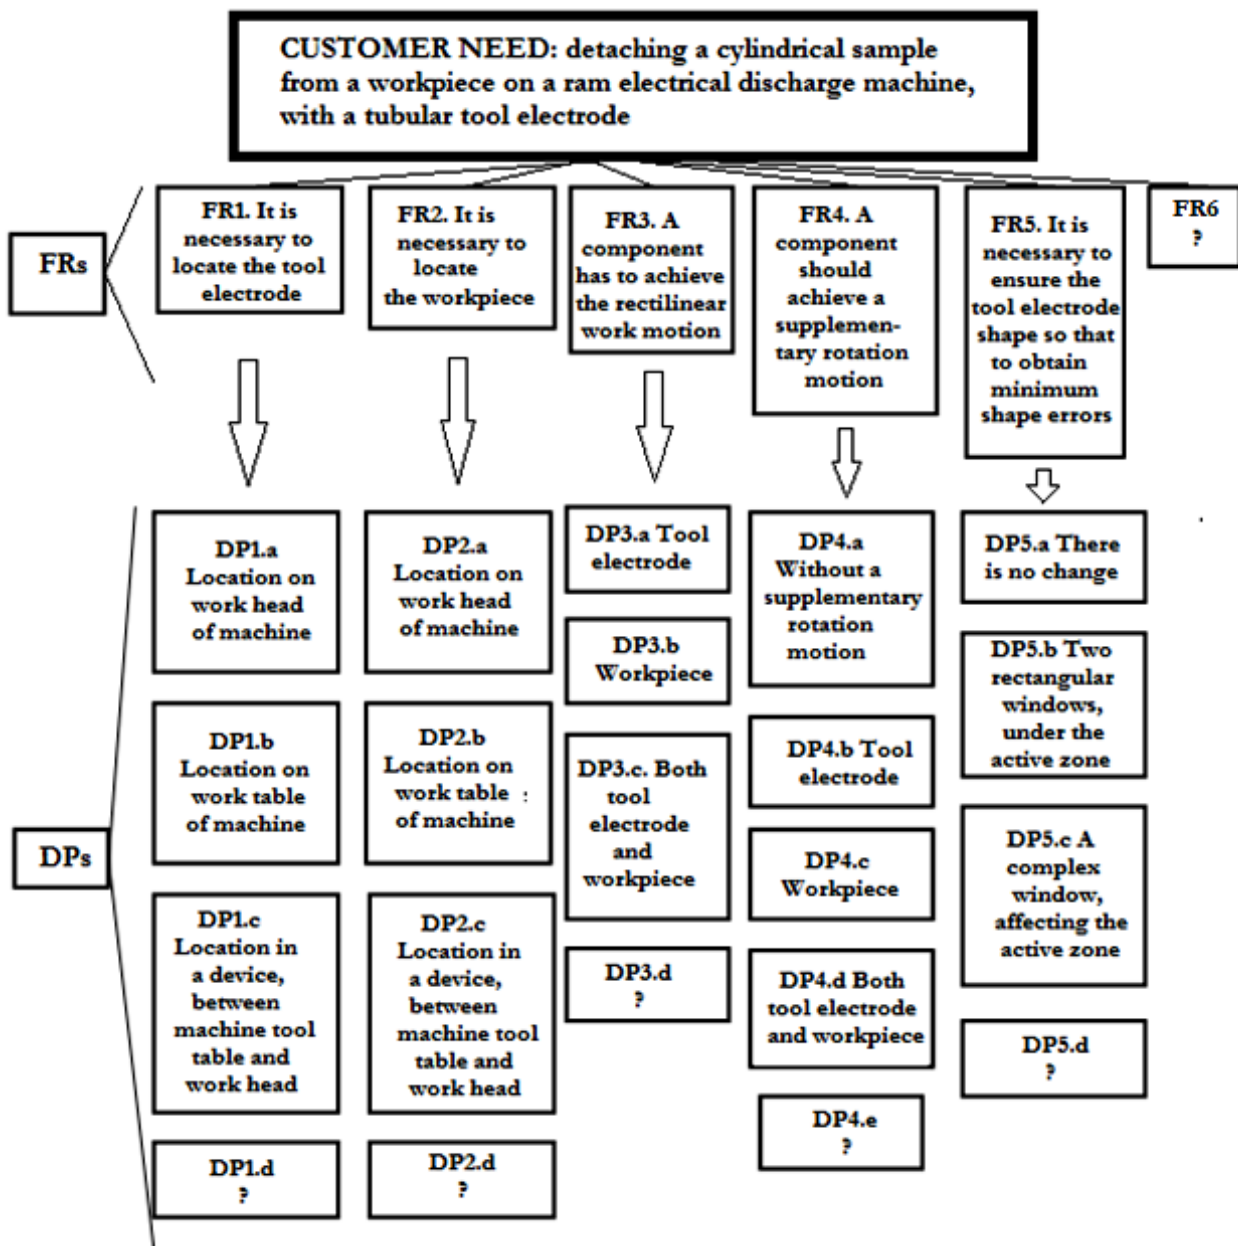 CUSTOMER NEED: detaching a cylindrical sample
from a workpiece on a ram electrical discharge machine,
with a tubular tool electrode
FRs
FR1. It is
necessary to
locate the tool
electrode
FR2. It is
necessary to
locate
the workpiece
FR3. A
component
has to achieve
the rectilinear
work motion
FR4. A
component
should
achieve a
supplemen-
tary rotation
motion
FR5. It is
necessary to
ensure the
tool electrode
shape so that
to obtain
minimum
shape errors
FR6
?
DPs
DP1.a
Location on
work head
of machine
DP1.b
Location on
work table
of machine
DP1.c
Location in
a device,
between
machine tool
table and
work head
DP1.d
?
DP2.a
Location on
work head
of machine
DP2.b
Location on
work table :
of machine
DP2.c
Location in
a device,
between
machine tool
table and
work head
DP2.d
?
DP3.a Tool
electrode
DP3.b
Workpiece
DP3.c. Both
tool
electrode
and
workpiece
DP3.d
?
DP4.a
Without a
supplementary
rotation
motion
DP4.b Tool
electrode
DP4.c
Workpiece
DP4.d Both
tool electrode
and workpiece
DP4.e
?
DP5.a There
is no change
DP5.b Two
rectangular
windows,
under the
active zone
DP5.c A
complex
window,
affecting the
active zone
DP5.d
?